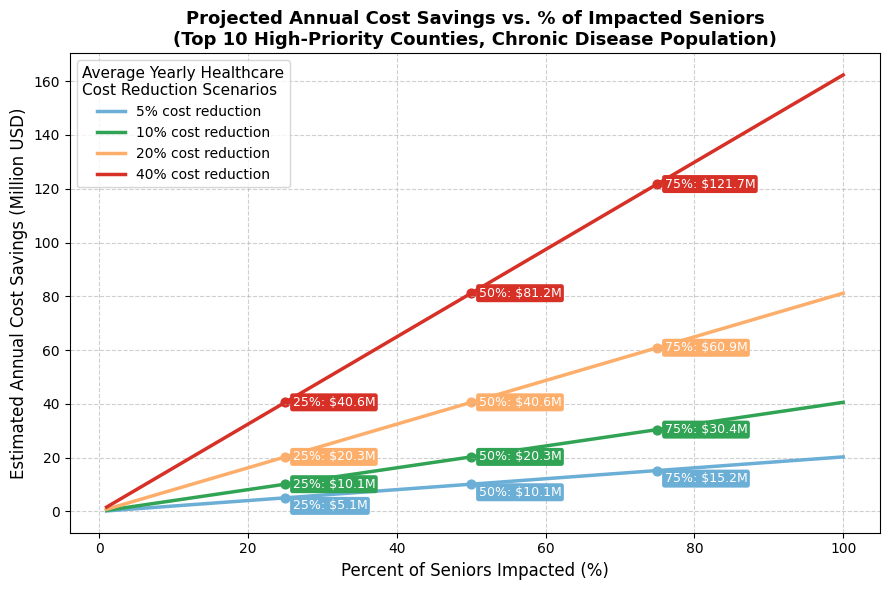 Projected Annual Cost Savings vs. % of Impacted Seniors
(Top 10 High-Priority Counties, Chronic Disease Population)
Estimated Annual Cost Savings (Million USD)
160
140
120
100
80
60
40
20
0
Average Yearly Healthcare
Cost Reduction Scenarios
5% cost reduction
10% cost reduction
20% cost reduction
40% cost reduction
75%: $121.7M
50%: $81.2M
75%: $60.9M
25%: $40.6M
50%: $40.6M
75%: $30.4M
25%: $20.3M
50%: $20.3M
75%: $15.2M
25%: $10.1M
50%: $10.1M
25%: $5.1M
0
20
40
60
80
100
Percent of Seniors Impacted (%)